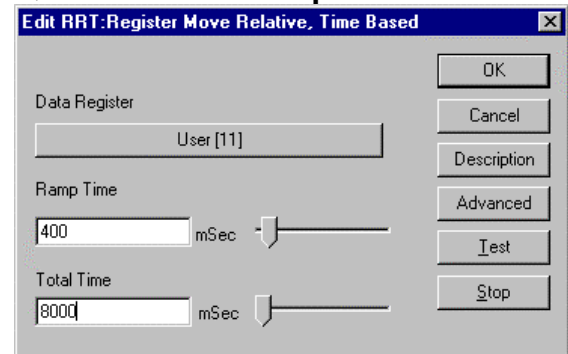 Edit RRT:Register Move Relative, Time Based
OK
Data Register
Cancel
User [11]
Description
Ramp Time
Advanced
400 mSec
Test
Total Time
Stop
8000 mSec